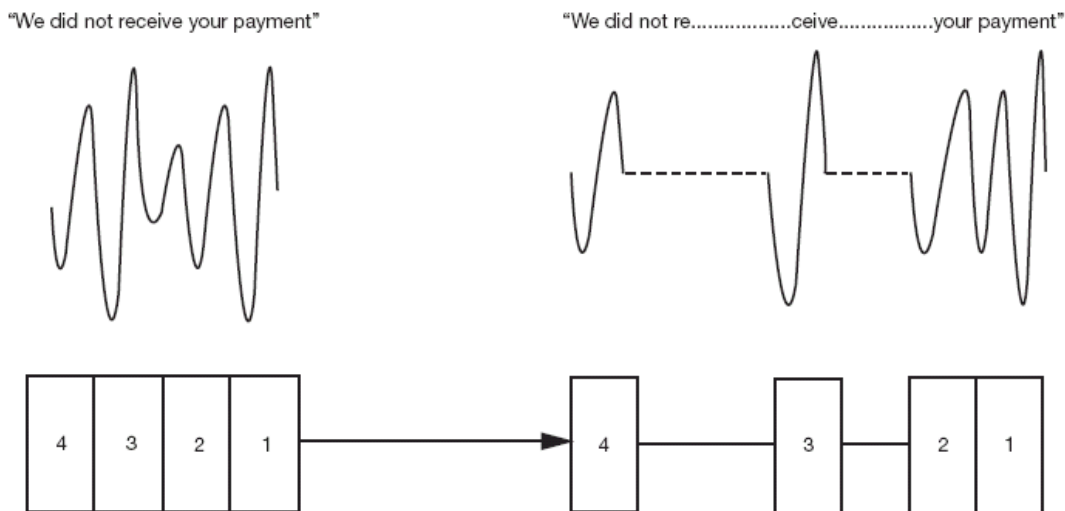 “We did not receive your payment”
“We did not re...................ceive.................your payment”
4 3 2 1
4 3 2 1